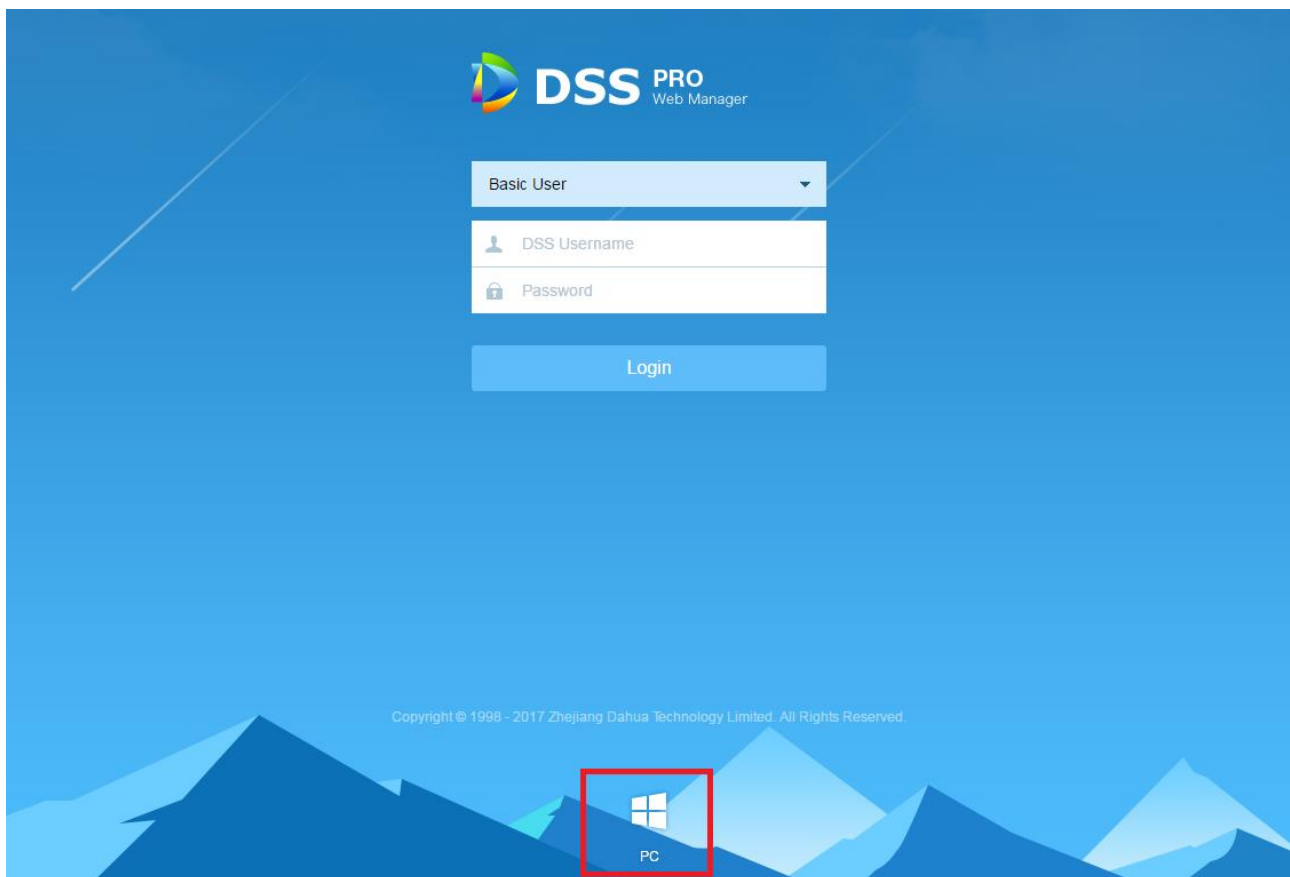 DSS PRO
Web Manager
Basic User
DSS Username
Password
Login
Copyright © 1998 - 2017 Zhejiang Dahua Technology Limited. All Rights Reserved.
PC